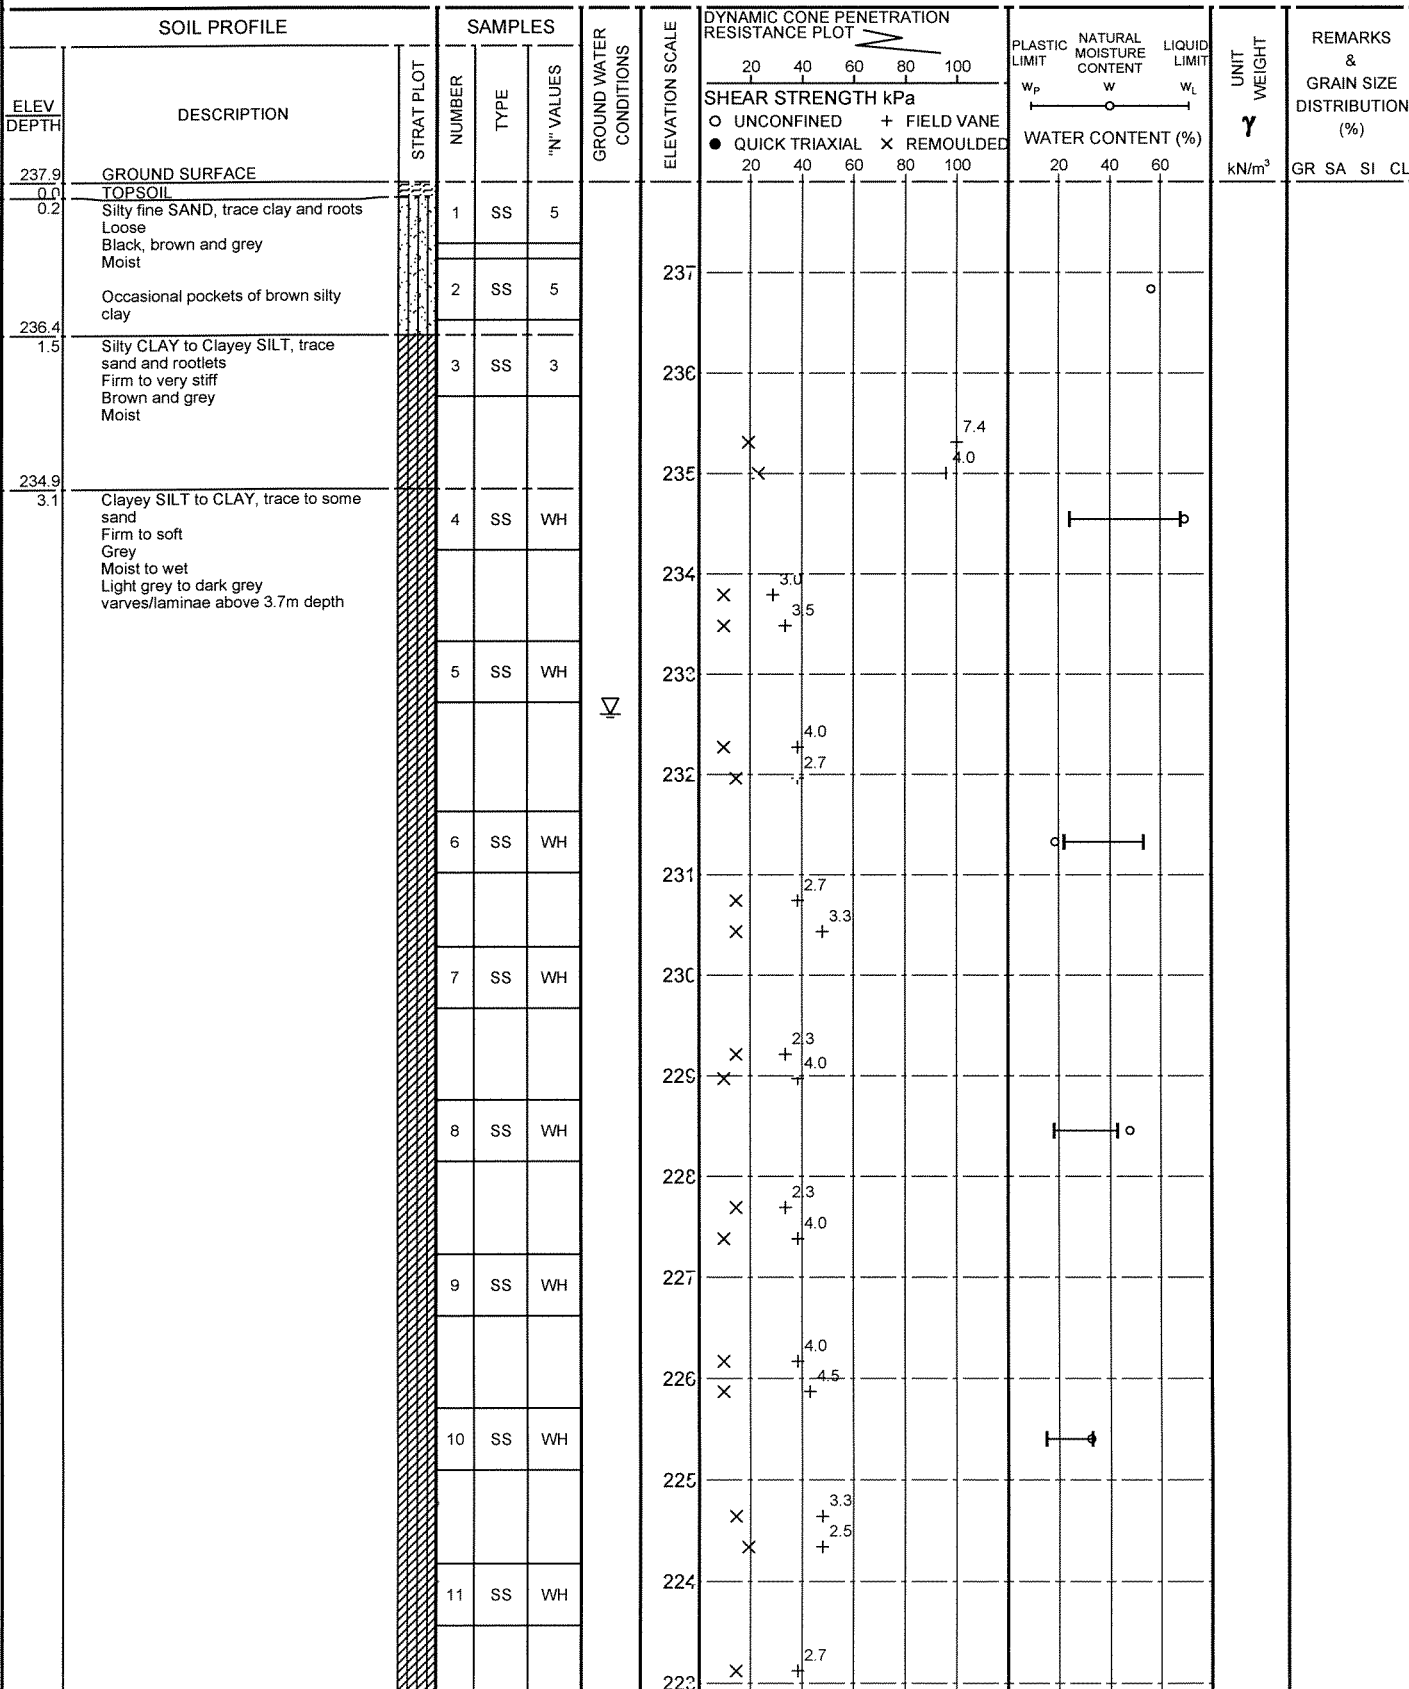 SOIL PROFILE
SAMPLES
GROUND WATER
CONDITIONS
ELEVATION SCALE
DYNAMIC CONE PENETRATION
RESISTANCE PLOT
20 40 60 80 100
SHEAR STRENGTH kPa
UNCONFINED + FIELD VANE
QUICK TRIAXIAL × REMOULDED
20 40 60 80 100
PLASTIC
LIMIT
NATURAL
MOISTURE
CONTENT
LIQUID
LIMIT
WP W WL
WATER CONTENT (%)
20 40 60
UNIT
WEIGHT
γ
kN/m³
REMARKS
&
GRAIN SIZE
DISTRIBUTION
(%)
GR SA SI CL
ELEV
DEPTH
DESCRIPTION
STRAT PLOT
NUMBER
TYPE
"N" VALUES
237.9 GROUND SURFACE
0.0 TOPSOIL
0.2 Silty fine SAND, trace clay and roots
Loose
Black, brown and grey
Moist
Occasional pockets of brown silty
clay
236.4
1.5 Silty CLAY to Clayey SILT, trace
sand and rootlets
Firm to very stiff
Brown and grey
Moist
234.9
3.1 Clayey SILT to CLAY, trace to some
sand
Firm to soft
Grey
Moist to wet
Light grey to dark grey
varves/laminae above 3.7m depth
1 SS 5
2 SS 5
3 SS 3
4 SS WH
5 SS WH
6 SS WH
7 SS WH
8 SS WH
9 SS WH
10 SS WH
11 SS WH
237
236
235
234
233
232
231
230
229
228
227
226
225
224
223
7.4
4.0
3.0
3.5
4.0
2.7
2.7
3.3
2.3
4.0
2.3
4.0
4.0
4.5
3.3
2.5
2.7